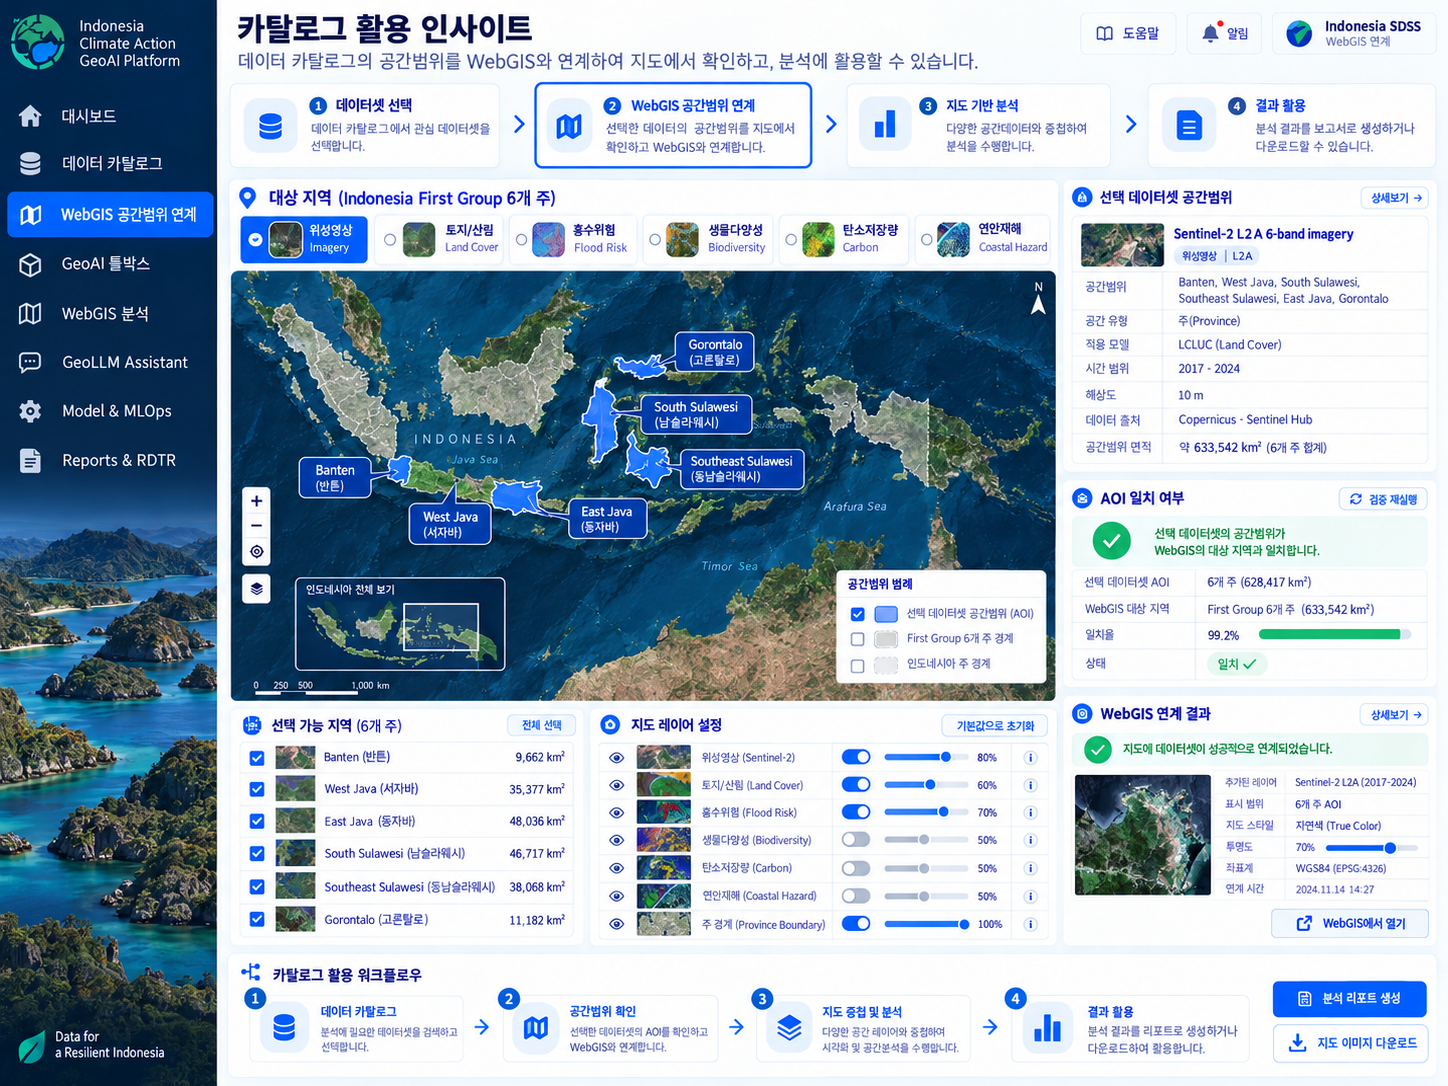 Indonesia
Climate Action
GeoAI Platform
대시보드
데이터 카탈로그
WebGIS 공간범위 연계
GeoAI 툴박스
WebGIS 분석
GeoLLM Assistant
Model & MLOps
Reports & RDTR
Data for
a Resilient Indonesia
카탈로그 활용 인사이트
데이터 카탈로그의 공간범위를 WebGIS와 연계하여 지도에서 확인하고, 분석에 활용할 수 있습니다.
도움말
알림
Indonesia SDSS
WebGIS 연계
1 데이터셋 선택
데이터 카탈로그에서 관심 데이터셋을
선택합니다.
2 WebGIS 공간범위 연계
선택한 데이터의 공간범위를 지도에서
확인하고 WebGIS와 연계합니다.
3 지도 기반 분석
다양한 공간데이터와 중첩하여
분석을 수행합니다.
4 결과 활용
분석 결과를 보고서로 생성하거나
다운로드할 수 있습니다.
대상 지역 (Indonesia First Group 6개 주)
위성영상
Imagery
토지/산림
Land Cover
홍수위험
Flood Risk
생물다양성
Biodiversity
탄소저장량
Carbon
연안재해
Coastal Hazard
N
Gorontalo
(고론탈로)
South Sulawesi
(남술라웨시)
INDONESIA
Java Sea
Southeast Sulawesi
(동남술라웨시)
Banten
(반튼)
West Java
(서자바)
East Java
(동자바)
Arafura Sea
Timor Sea
+
−
인도네시아 전체 보기
0 250 500 1,000 km
공간범위 범례
선택 데이터셋 공간범위 (AOI)
First Group 6개 주 경계
인도네시아 주 경계
선택 데이터셋 공간범위
상세보기 →
Sentinel-2 L2A 6-band imagery
위성영상 | L2A
공간범위 Banten, West Java, South Sulawesi,
Southeast Sulawesi, East Java, Gorontalo
공간 유형 주(Province)
적용 모델 LCLUC (Land Cover)
시간 범위 2017 - 2024
해상도 10 m
데이터 출처 Copernicus - Sentinel Hub
공간범위 면적 약 633,542 km² (6개 주 합계)
AOI 일치 여부
검증 재실행
선택 데이터셋의 공간범위가
WebGIS의 대상 지역과 일치합니다.
선택 데이터셋 AOI 6개 주 (628,417 km²)
WebGIS 대상 지역 First Group 6개 주 (633,542 km²)
일치율 99.2%
상태 일치
WebGIS 연계 결과
상세보기 →
지도에 데이터셋이 성공적으로 연계되었습니다.
추가된 레이어 Sentinel-2 L2A (2017-2024)
표시 범위 6개 주 AOI
지도 스타일 자연색 (True Color)
투명도 70%
좌표계 WGS84 (EPSG:4326)
연계 시간 2024.11.14 14:27
WebGIS에서 열기
선택 가능 지역 (6개 주)
전체 선택
Banten (반튼) 9,662 km²
West Java (서자바) 35,377 km²
East Java (동자바) 48,036 km²
South Sulawesi (남술라웨시) 46,717 km²
Southeast Sulawesi (동남술라웨시) 38,068 km²
Gorontalo (고론탈로) 11,182 km²
지도 레이어 설정
기본값으로 초기화
위성영상 (Sentinel-2) 80%
토지/산림 (Land Cover) 60%
홍수위험 (Flood Risk) 70%
생물다양성 (Biodiversity) 50%
탄소저장량 (Carbon) 50%
연안재해 (Coastal Hazard) 50%
주 경계 (Province Boundary) 100%
카탈로그 활용 워크플로우
1 데이터 카탈로그
분석에 필요한 데이터셋을 검색하고
선택합니다.
2 공간범위 확인
선택한 데이터셋의 AOI를 확인하고
WebGIS와 연계합니다.
3 지도 중첩 및 분석
다양한 공간 레이어와 중첩하여
시각화 및 공간분석을 수행합니다.
4 결과 활용
분석 결과를 리포트로 생성하거나
다운로드하여 활용합니다.
분석 리포트 생성
지도 이미지 다운로드